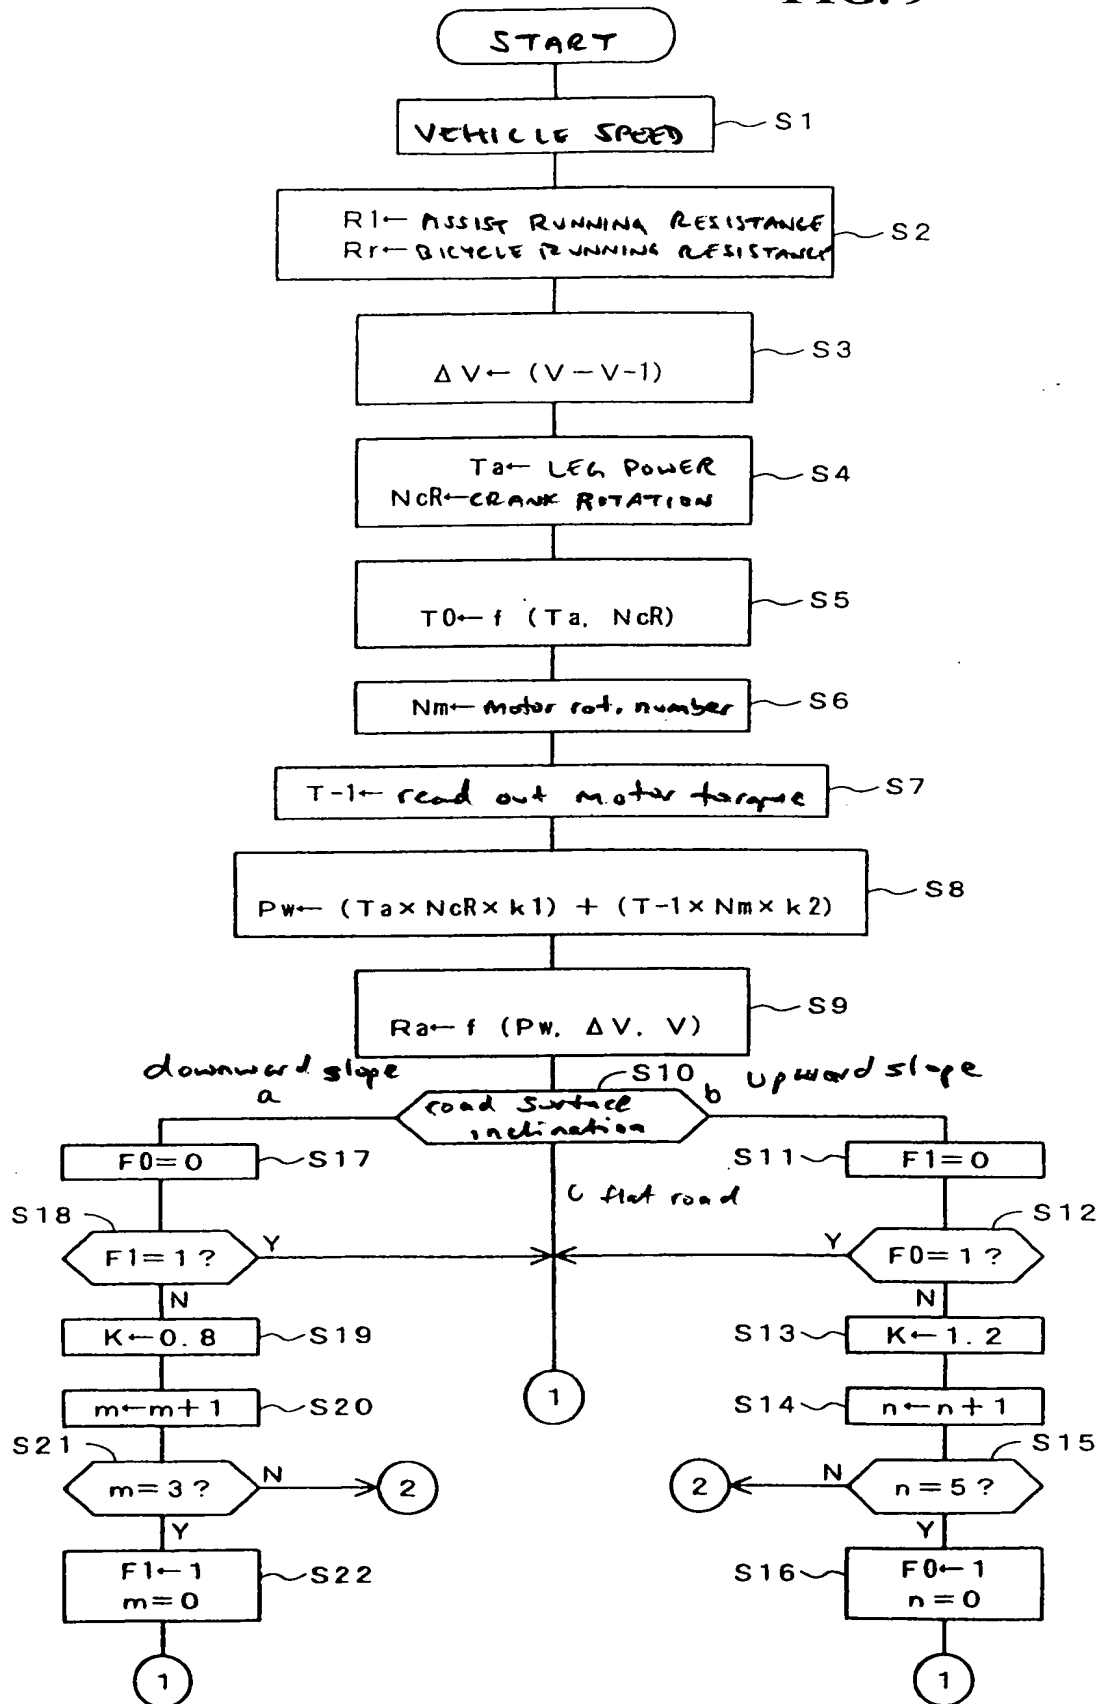 FIG. 9
START
VEHICLE SPEED
S1
Rl← ASSIST RUNNING RESISTANCE
Rr← BICYCLE RUNNING RESISTANCE
S2
ΔV← (V-V-1)
S3
Ta← LEG POWER
NcR← CRANK ROTATION
S4
T0← f (Ta, NcR)
S5
Nm← motor rot. number
S6
T-1← read out motor torque
S7
Pw← (Ta×NcR×k1) + (T-1×Nm×k2)
S8
Ra← f (Pw, ΔV, V)
S9
downward slope
a
S10
road surface
inclination
b
upward slope
F0=0
S17
S11
F1=0
c flat road
S18
F1=1?
Y
Y
F0=1?
S12
N
N
K←0.8
S19
S13
K←1.2
m←m+1
S20
1
S14
n←n+1
S21
m=3?
N
2
2
N
n=5?
S15
Y
Y
F1←1
m=0
S22
S16
F0←1
n=0
1
1